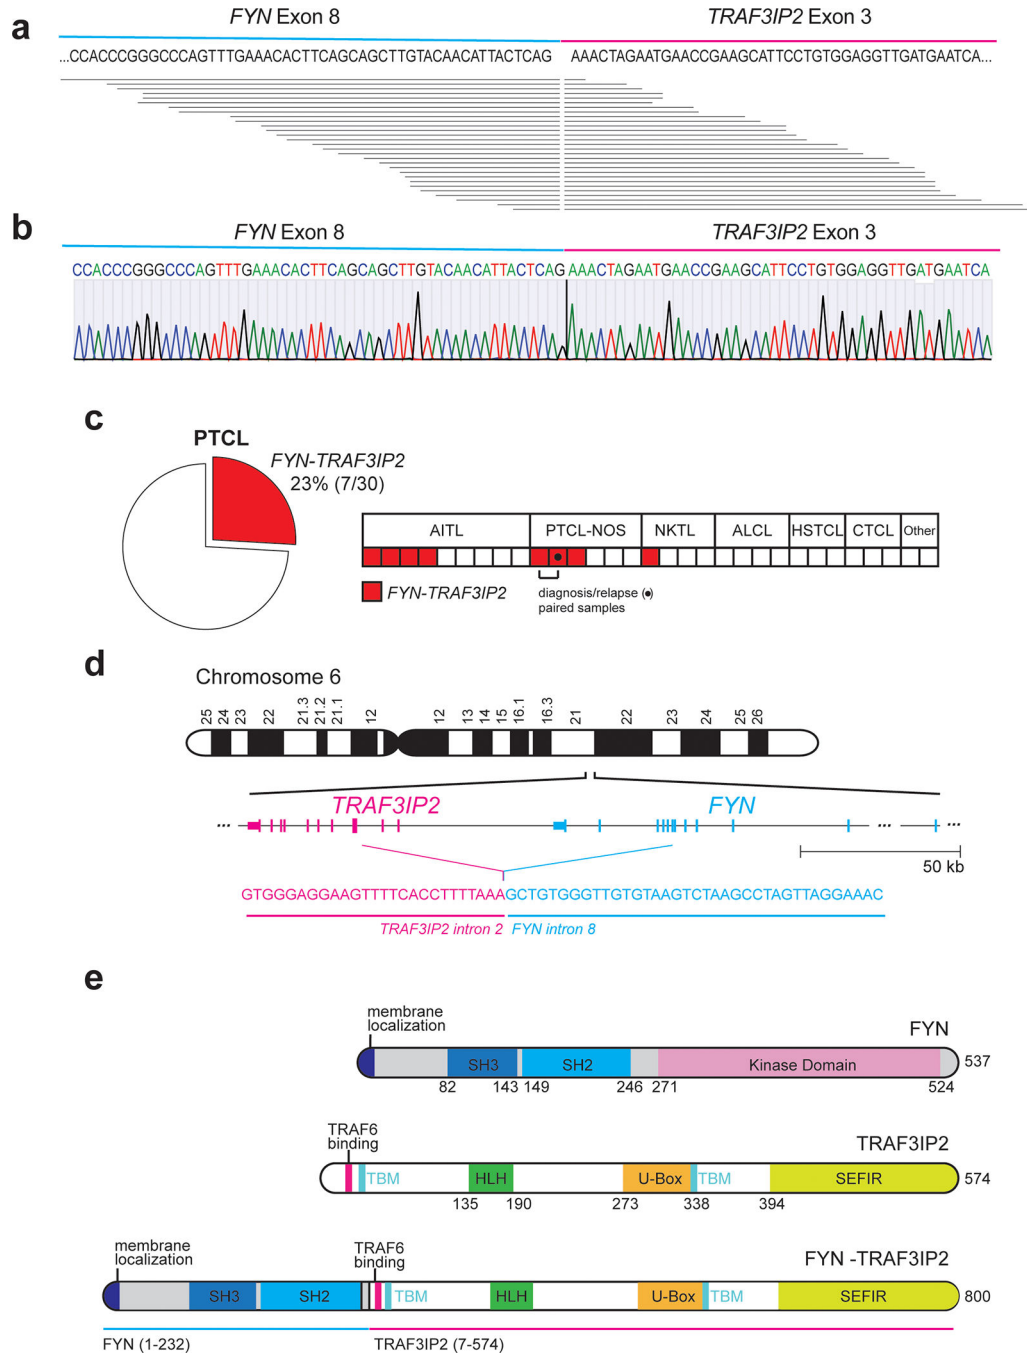 a
FYN Exon 8 TRAF3IP2 Exon 3
...CCACCCGGGCCCAGTTTGAAACACTTCAGCAGCTTGTACAACATTACTCAG AAACTAGAATGAACCGAAGCATTCCTGTGGAGGTTGATGAATCA...
b
FYN Exon 8 TRAF3IP2 Exon 3
CCACCCGGGCCCAGTTTGAAACACTTCAGCAGCTTGTACAACATTACTCAG AAACTAGAATGAACCGAAGCATTCCTGTGGAGGTTGATGAATCA
c
PTCL
FYN-TRAF3IP2
23% (7/30)
AITL PTCL-NOS NKTL ALCL HSTCL CTCL Other
FYN-TRAF3IP2
diagnosis/relapse (•)
paired samples
d
Chromosome 6
25 24 23 22 21.3 21.2 21.1 12 12 13 14 15 16.1 16.3 21 22 23 24 25 26
TRAF3IP2 FYN
... ... ...
50 kb
GTGGGAGGAAGTTTTCACCTTTTAAAGCTGTGGGTTGTGTAAGTCTAAGCCTAGTTAGGAAAC
TRAF3IP2 intron 2 FYN intron 8
e
membrane
localization
FYN
SH3 SH2 Kinase Domain 537
82 143 149 246 271 524
TRAF6
binding
TRAF3IP2
TBM HLH U-Box TBM SEFIR 574
135 190 273 338 394
membrane
localization
TRAF6
binding
FYN -TRAF3IP2
SH3 SH2 TBM HLH U-Box TBM SEFIR 800
FYN (1-232) TRAF3IP2 (7-574)